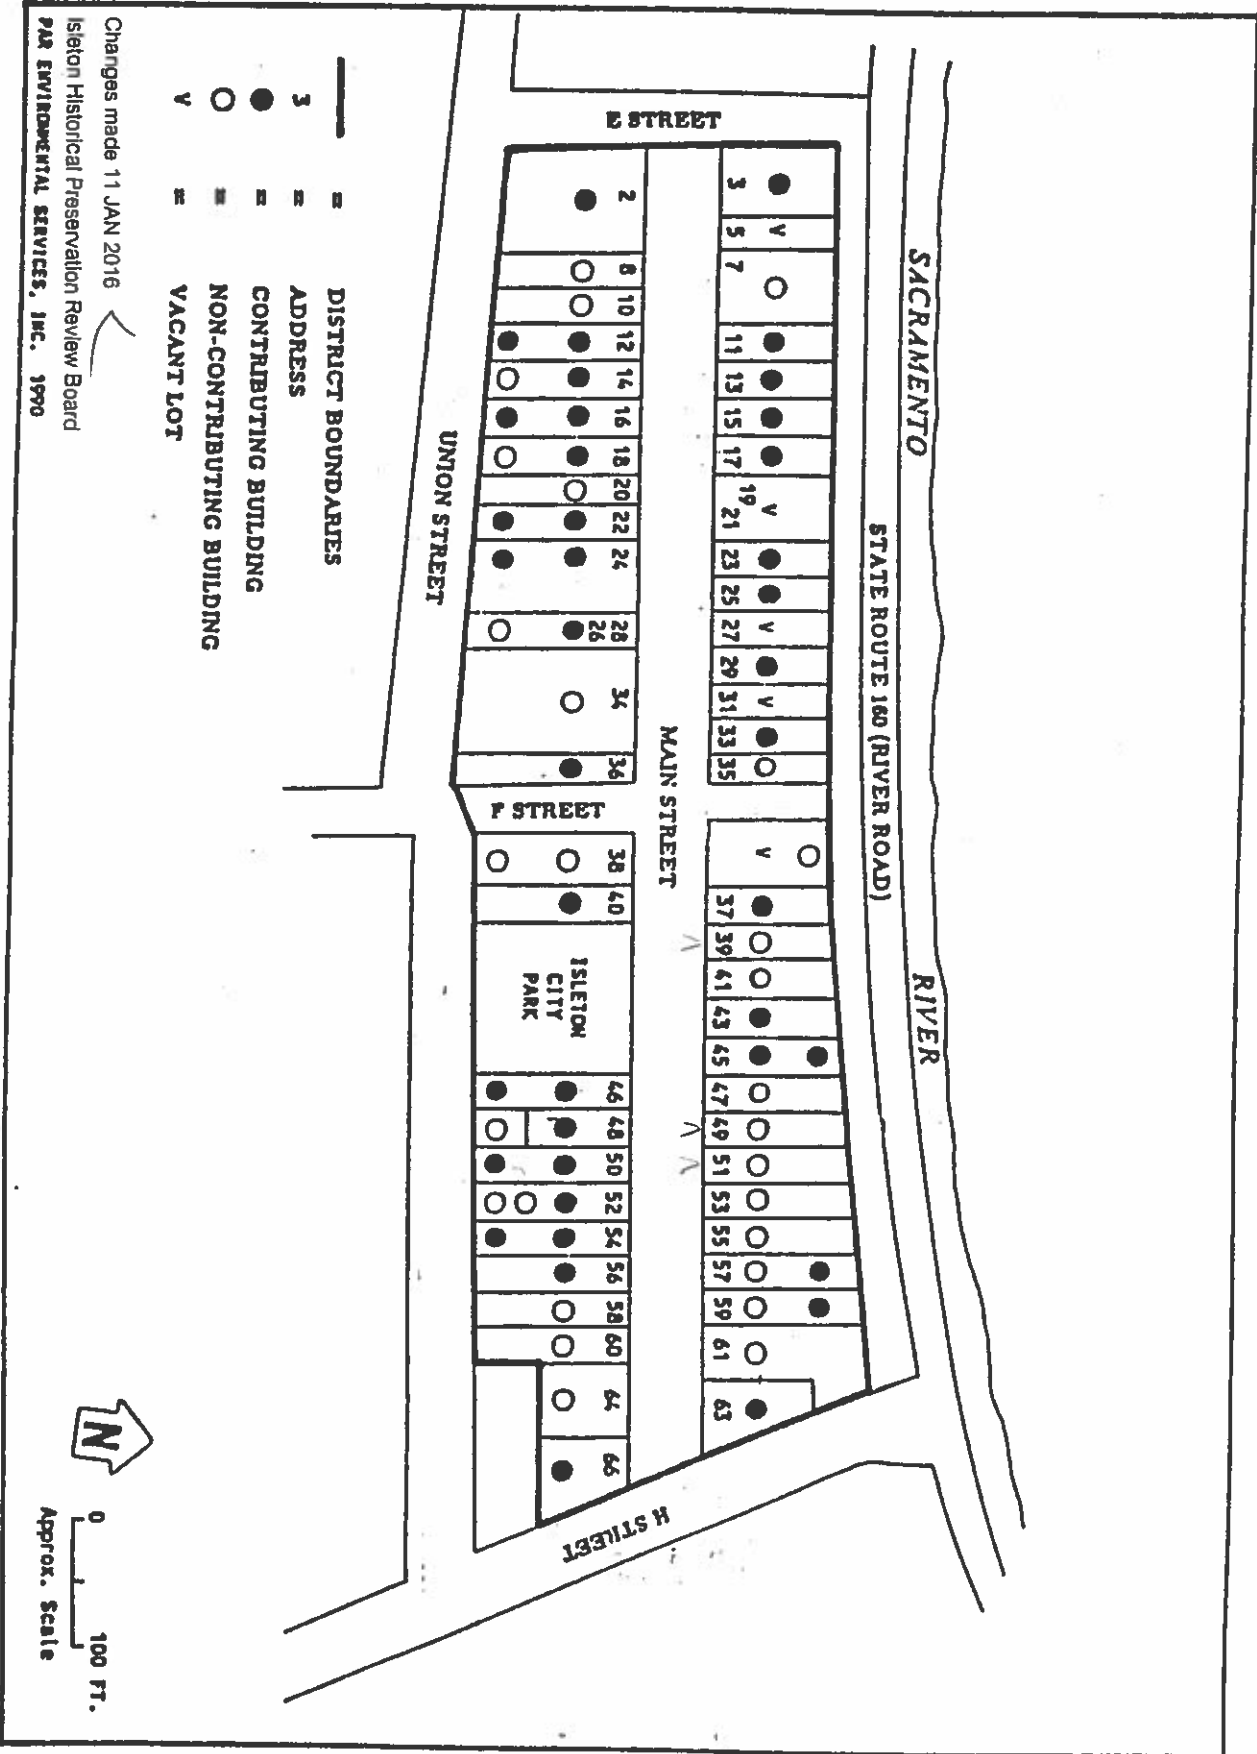 SACRAMENTO RIVER
STATE ROUTE 160 (RIVER ROAD)
E STREET
3
5 V
7
11
13
15
17
19
21 V
23
25
27 V
29
31 V
33
35
V
37
39
41
43
45
47
49
51
53
55
57
59
61
63
MAIN STREET
V
V
V
2
8
10
12
14
16
18
20
22
24
28
26
34
36
F STREET
38
40
ISLETON
CITY
PARK
46
48
50
52
54
56
58
60
64
66
H STREET
UNION STREET
= DISTRICT BOUNDARIES
3 = ADDRESS
= CONTRIBUTING BUILDING
= NON-CONTRIBUTING BUILDING
V = VACANT LOT
Changes made 11 JAN 2016
Isleton Historical Preservation Review Board
PAR ENVIRONMENTAL SERVICES, INC. 1990
N
0 100 FT.
Approx. Scale